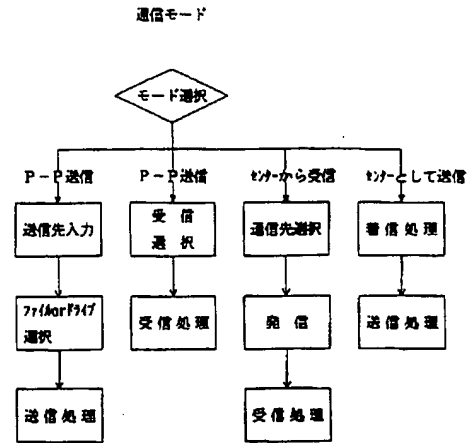 通信モード
モード選択
P-P送信
P-P送信
センターから受信
センターとして送信
送信先入力
受信
選択
通信先選択
着信処理
ファイルorドライブ
選択
受信処理
発信
送信処理
送信処理
受信処理